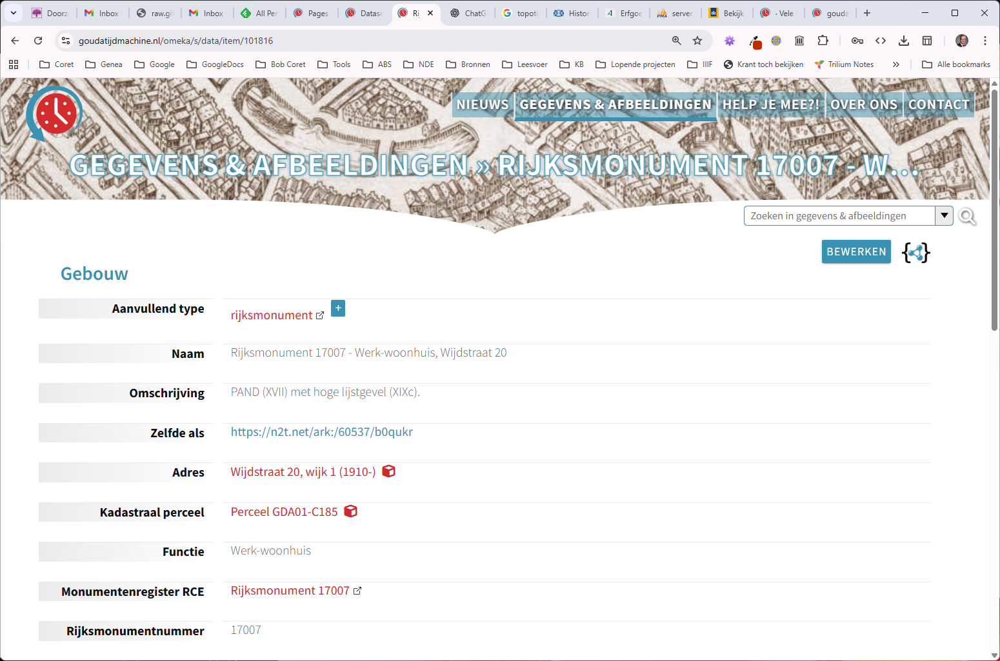 Doorz
Inbox
raw.git
Inbox
All Per
Pages
Datase
Rij
ChatG
topoti
Histor
Erfgoe
server
Bekijk
· Vele
gouda
goudatijdmachine.nl/omeka/s/data/item/101816
Coret
Genea
Google
GoogleDocs
Bob Coret
Tools
ABS
NDE
Bronnen
Leesvoer
KB
Lopende projecten
IIIF
Krant toch bekijken
Trilium Notes
»
Alle bookmarks
NIEUWS
GEGEVENS & AFBEELDINGEN
HELP JE MEE?!
OVER ONS
CONTACT
GEGEVENS & AFBEELDINGEN » RIJKSMONUMENT 17007 - W...
Zoeken in gegevens & afbeeldingen
BEWERKEN
Gebouw
Aanvullend type
rijksmonument
+
Naam
Rijksmonument 17007 - Werk-woonhuis, Wijdstraat 20
Omschrijving
PAND (XVII) met hoge lijstgevel (XIXc).
Zelfde als
https://n2t.net/ark:/60537/b0qukr
Adres
Wijdstraat 20, wijk 1 (1910-)
Kadastraal perceel
Perceel GDA01-C185
Functie
Werk-woonhuis
Monumentenregister RCE
Rijksmonument 17007
Rijksmonumentnummer
17007